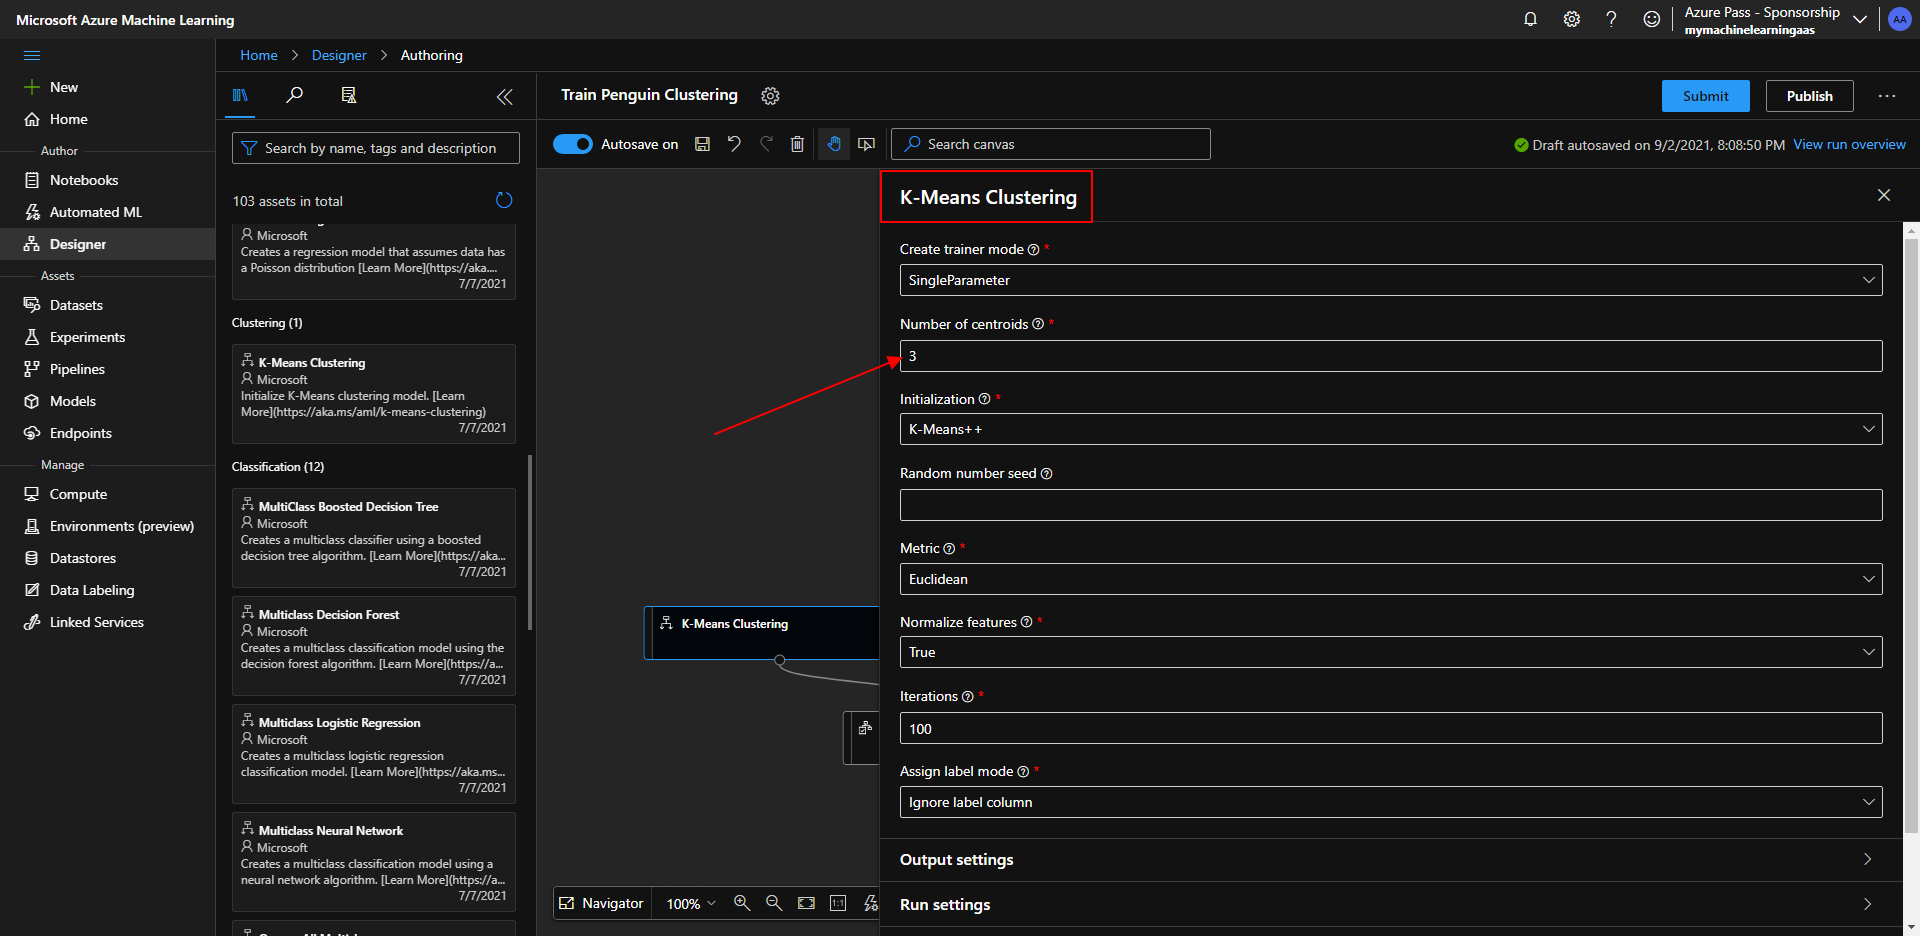 Microsoft Azure Machine Learning
Azure Pass - Sponsorship
mymachinelearningaas
AA
New
Home
Author
Notebooks
Automated ML
Designer
Assets
Datasets
Experiments
Pipelines
Models
Endpoints
Manage
Compute
Environments (preview)
Datastores
Data Labeling
Linked Services
Home > Designer > Authoring
Search by name, tags and description
103 assets in total
Microsoft
Creates a regression model that assumes data has
a Poisson distribution [Learn More](https://aka....
7/7/2021
Clustering (1)
K-Means Clustering
Microsoft
Initialize K-Means clustering model. [Learn
More](https://aka.ms/aml/k-means-clustering)
7/7/2021
Classification (12)
MultiClass Boosted Decision Tree
Microsoft
Creates a multiclass classifier using a boosted
decision tree algorithm. [Learn More](https://aka...
7/7/2021
Multiclass Decision Forest
Microsoft
Creates a multiclass classification model using the
decision forest algorithm. [Learn More](https://a...
7/7/2021
Multiclass Logistic Regression
Microsoft
Creates a multiclass logistic regression
classification model. [Learn More](https://aka.ms...
7/7/2021
Multiclass Neural Network
Microsoft
Creates a multiclass classification model using a
neural network algorithm. [Learn More](https://a...
7/7/2021
Train Penguin Clustering
Submit
Publish
Autosave on
Search canvas
Draft autosaved on 9/2/2021, 8:08:50 PM
View run overview
K-Means Clustering
Navigator
100%
1:1
K-Means Clustering
Create trainer mode *
SingleParameter
Number of centroids *
3
Initialization *
K-Means++
Random number seed
Metric *
Euclidean
Normalize features *
True
Iterations *
100
Assign label mode *
Ignore label column
Output settings
Run settings